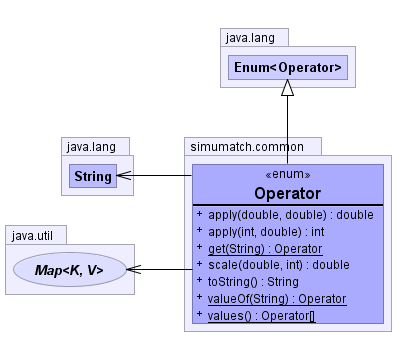 java.lang
Enum<Operator>
java.lang
String
simumatch.common
«enum»
Operator
+ apply(double, double) : double
+ apply(int, double) : int
+ get(String) : Operator
+ scale(double, int) : double
+ toString() : String
+ valueOf(String) : Operator
+ values() : Operator[]
java.util
Map<K, V>